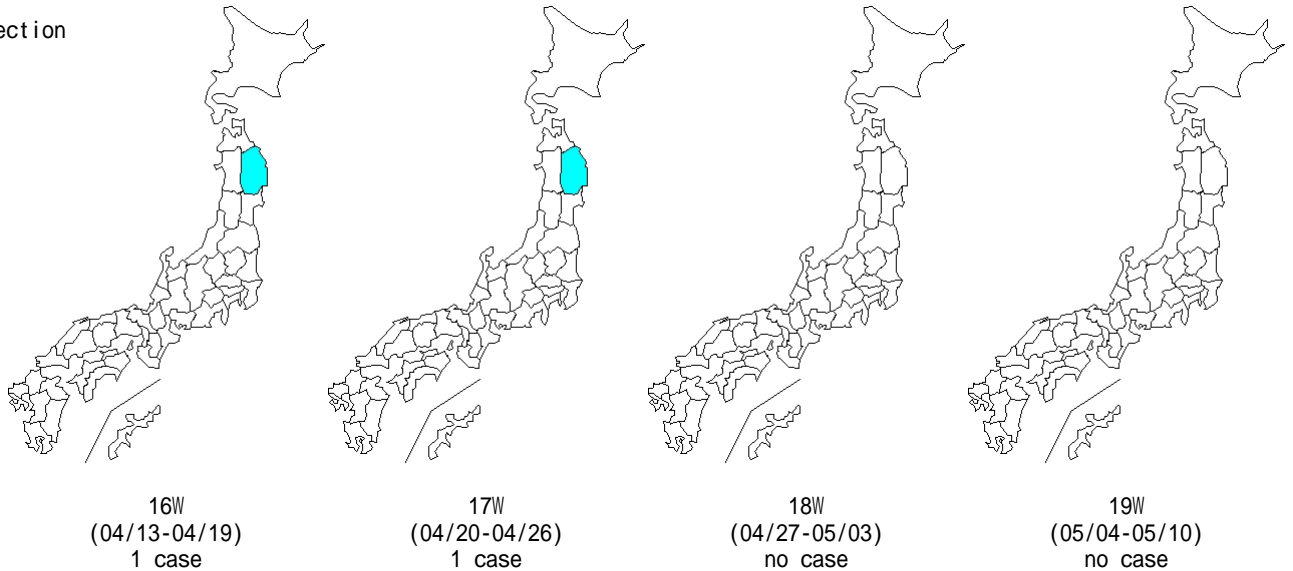 ection
16W
(04/13-04/19)
1 case
17W
(04/20-04/26)
1 case
18W
(04/27-05/03)
no case
19W
(05/04-05/10)
no case